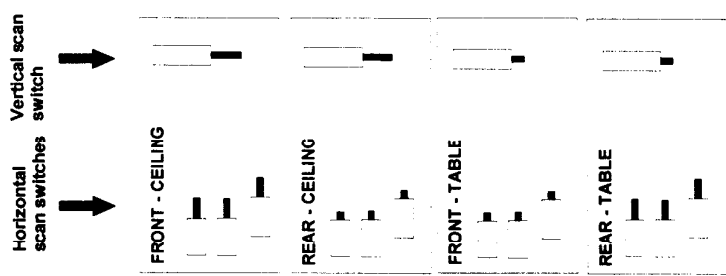 Vertical scan
switch
Horizontal
scan switches
FRONT - CEILING
REAR - CEILING
FRONT - TABLE
REAR - TABLE